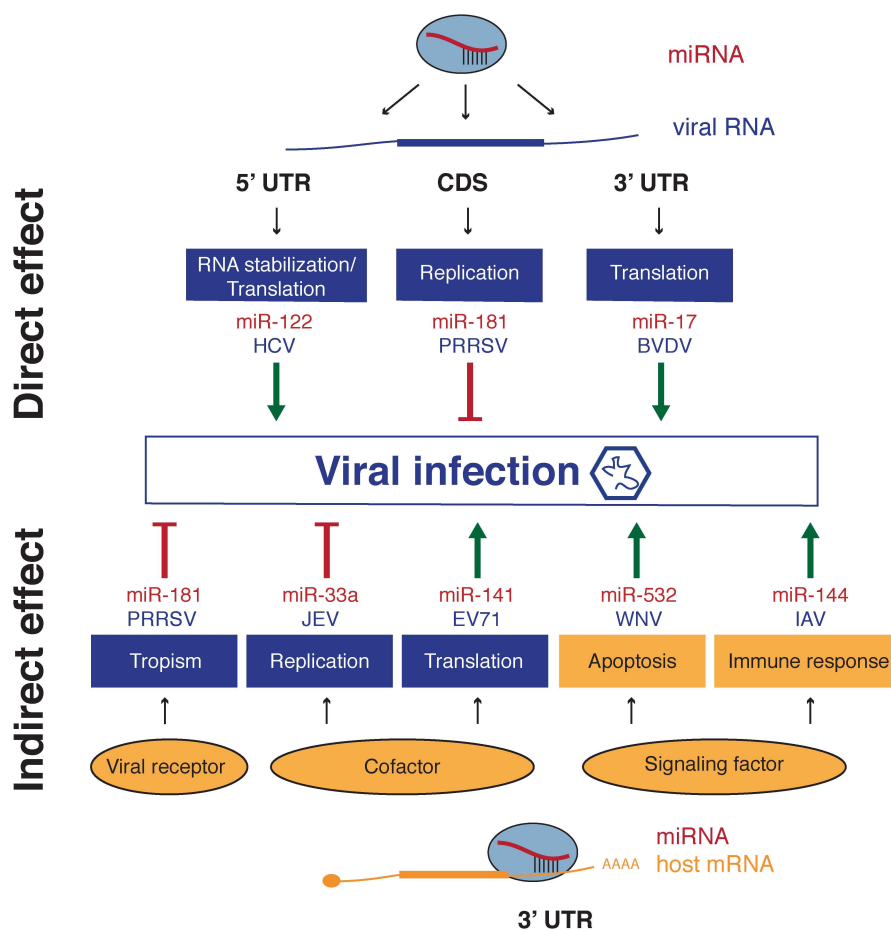 miRNA
viral RNA
5’ UTR
CDS
3’ UTR
Direct effect
RNA stabilization/
Translation
Replication
Translation
miR-122
HCV
miR-181
PRRSV
miR-17
BVDV
Viral infection
Indirect effect
miR-181
PRRSV
miR-33a
JEV
miR-141
EV71
miR-532
WNV
miR-144
IAV
Tropism
Replication
Translation
Apoptosis
Immune response
Viral receptor
Cofactor
Signaling factor
miRNA
AAAA
host mRNA
3’ UTR